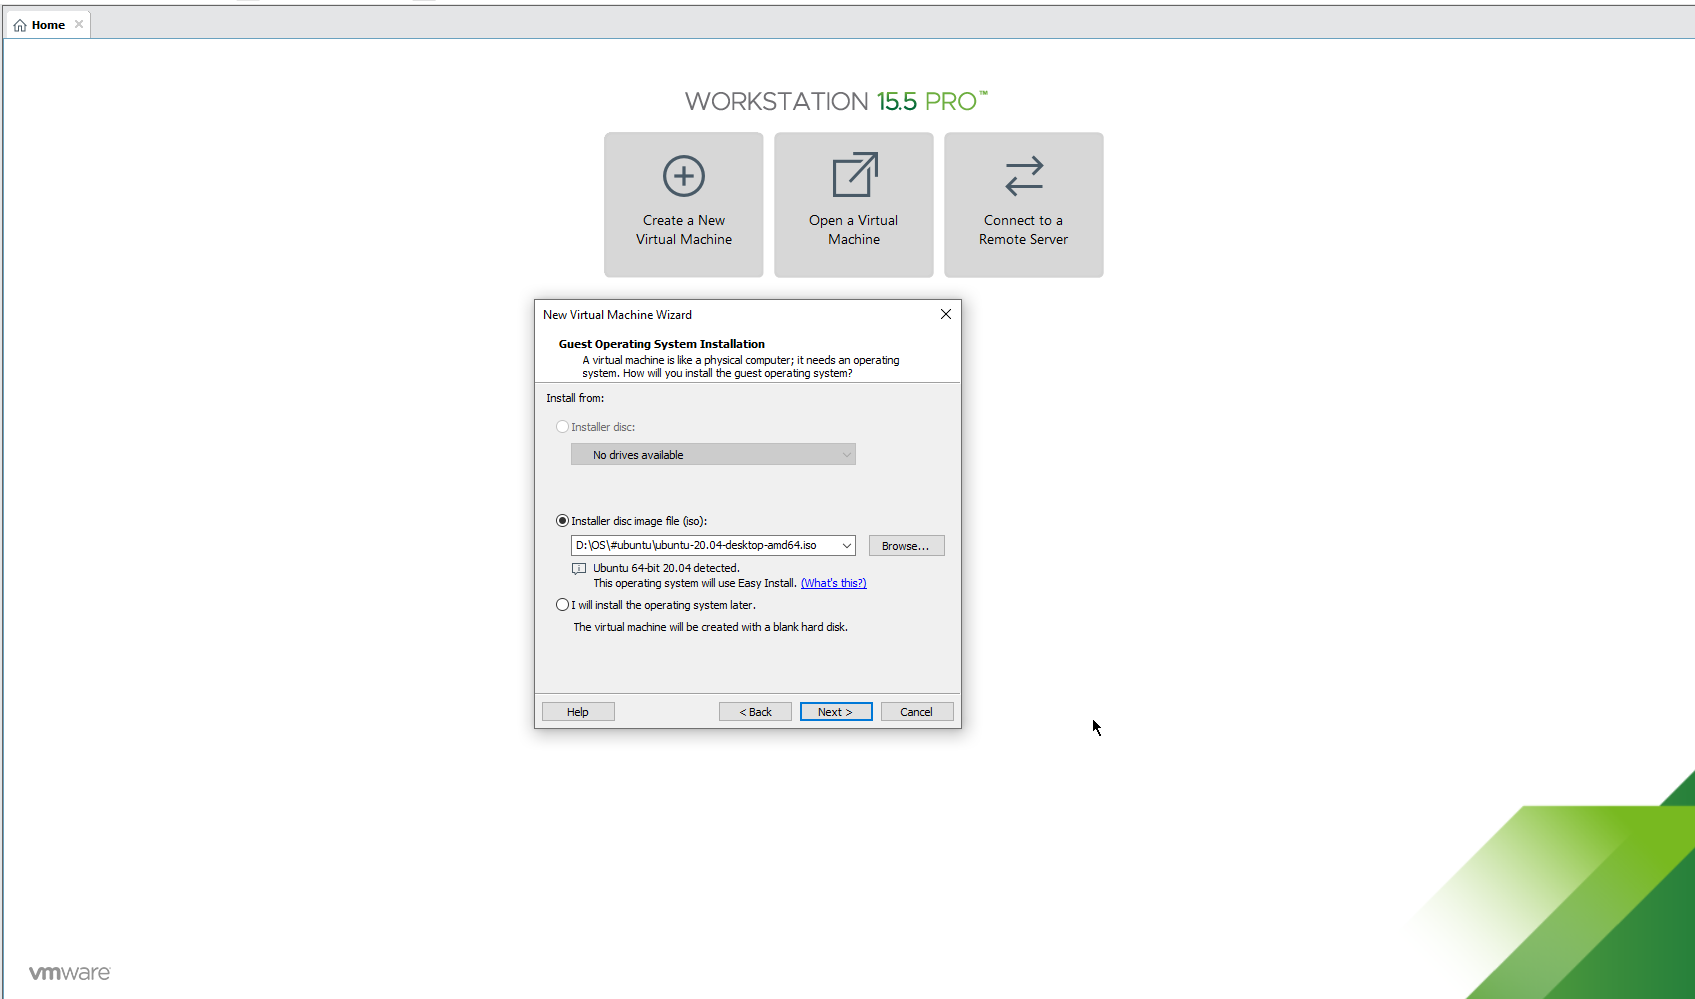 Home
WORKSTATION 15.5 PRO™
Create a New
Virtual Machine
Open a Virtual
Machine
Connect to a
Remote Server
New Virtual Machine Wizard
Guest Operating System Installation
A virtual machine is like a physical computer; it needs an operating
system. How will you install the guest operating system?
Install from:
Installer disc:
No drives available
Installer disc image file (iso):
D:\OS\#ubuntu\ubuntu-20.04-desktop-amd64.iso
Browse...
Ubuntu 64-bit 20.04 detected.
This operating system will use Easy Install. (What's this?)
I will install the operating system later.
The virtual machine will be created with a blank hard disk.
Help
< Back
Next >
Cancel
vmware